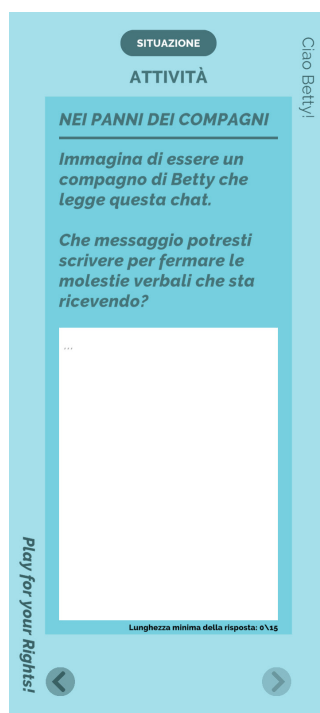 SITUAZIONE
ATTIVITÀ
Ciao Betty!
NEI PANNI DEI COMPAGNI
Immagina di essere un
compagno di Betty che
legge questa chat.
Che messaggio potresti
scrivere per fermare le
molestie verbali che sta
ricevendo?
...
Lunghezza minima della risposta: 0\15
Play for your Rights!